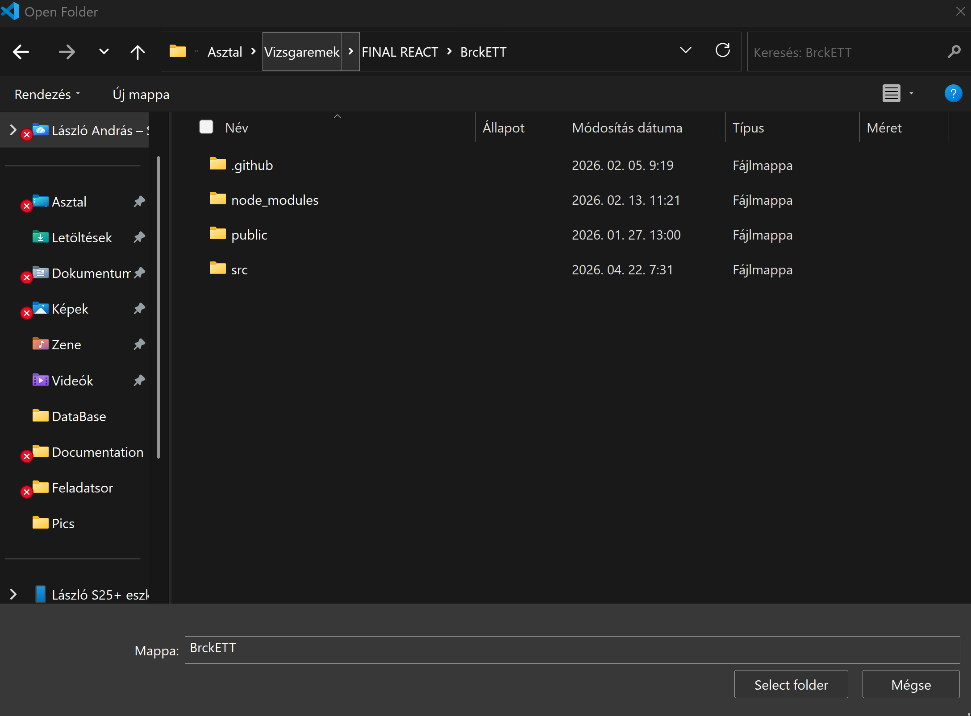 Open Folder
Asztal › Vizsgaremek › FINAL REACT › BrckETT
Keresés: BrckETT
Rendezés
Új mappa
?
László András – S
Asztal
Letöltések
Dokumentum
Képek
Zene
Videók
DataBase
Documentation
Feladatsor
Pics
László S25+ eszk
Név Állapot Módosítás dátuma Típus Méret
.github 2026. 02. 05. 9:19 Fájlmappa
node_modules 2026. 02. 13. 11:21 Fájlmappa
public 2026. 01. 27. 13:00 Fájlmappa
src 2026. 04. 22. 7:31 Fájlmappa
Mappa: BrckETT
Select folder
Mégse